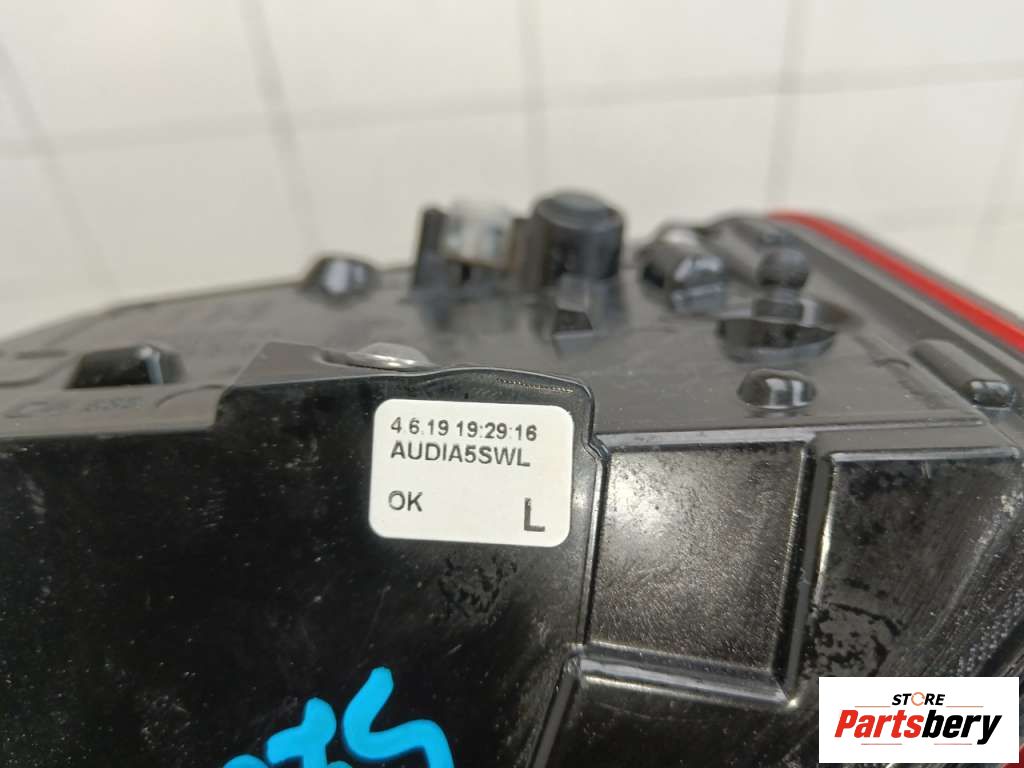 4.6.19 19:29:16
AUDIA5SWL
OK L
STORE
Partsbery